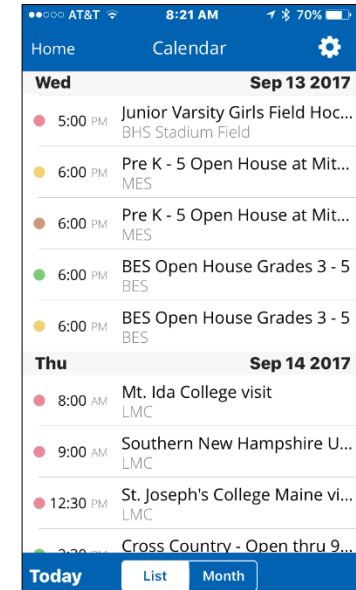 AT&T 8:21 AM 70%
Home Calendar
Wed Sep 13 2017
5:00 PM Junior Varsity Girls Field Hoc...
BHS Stadium Field
6:00 PM Pre K - 5 Open House at Mit...
MES
6:00 PM Pre K - 5 Open House at Mit...
MES
6:00 PM BES Open House Grades 3 - 5
BES
6:00 PM BES Open House Grades 3 - 5
BES
Thu Sep 14 2017
8:00 AM Mt. Ida College visit
LMC
9:00 AM Southern New Hampshire U...
LMC
12:30 PM St. Joseph's College Maine vi...
LMC
Cross Country - Open thru 9...
Today List Month